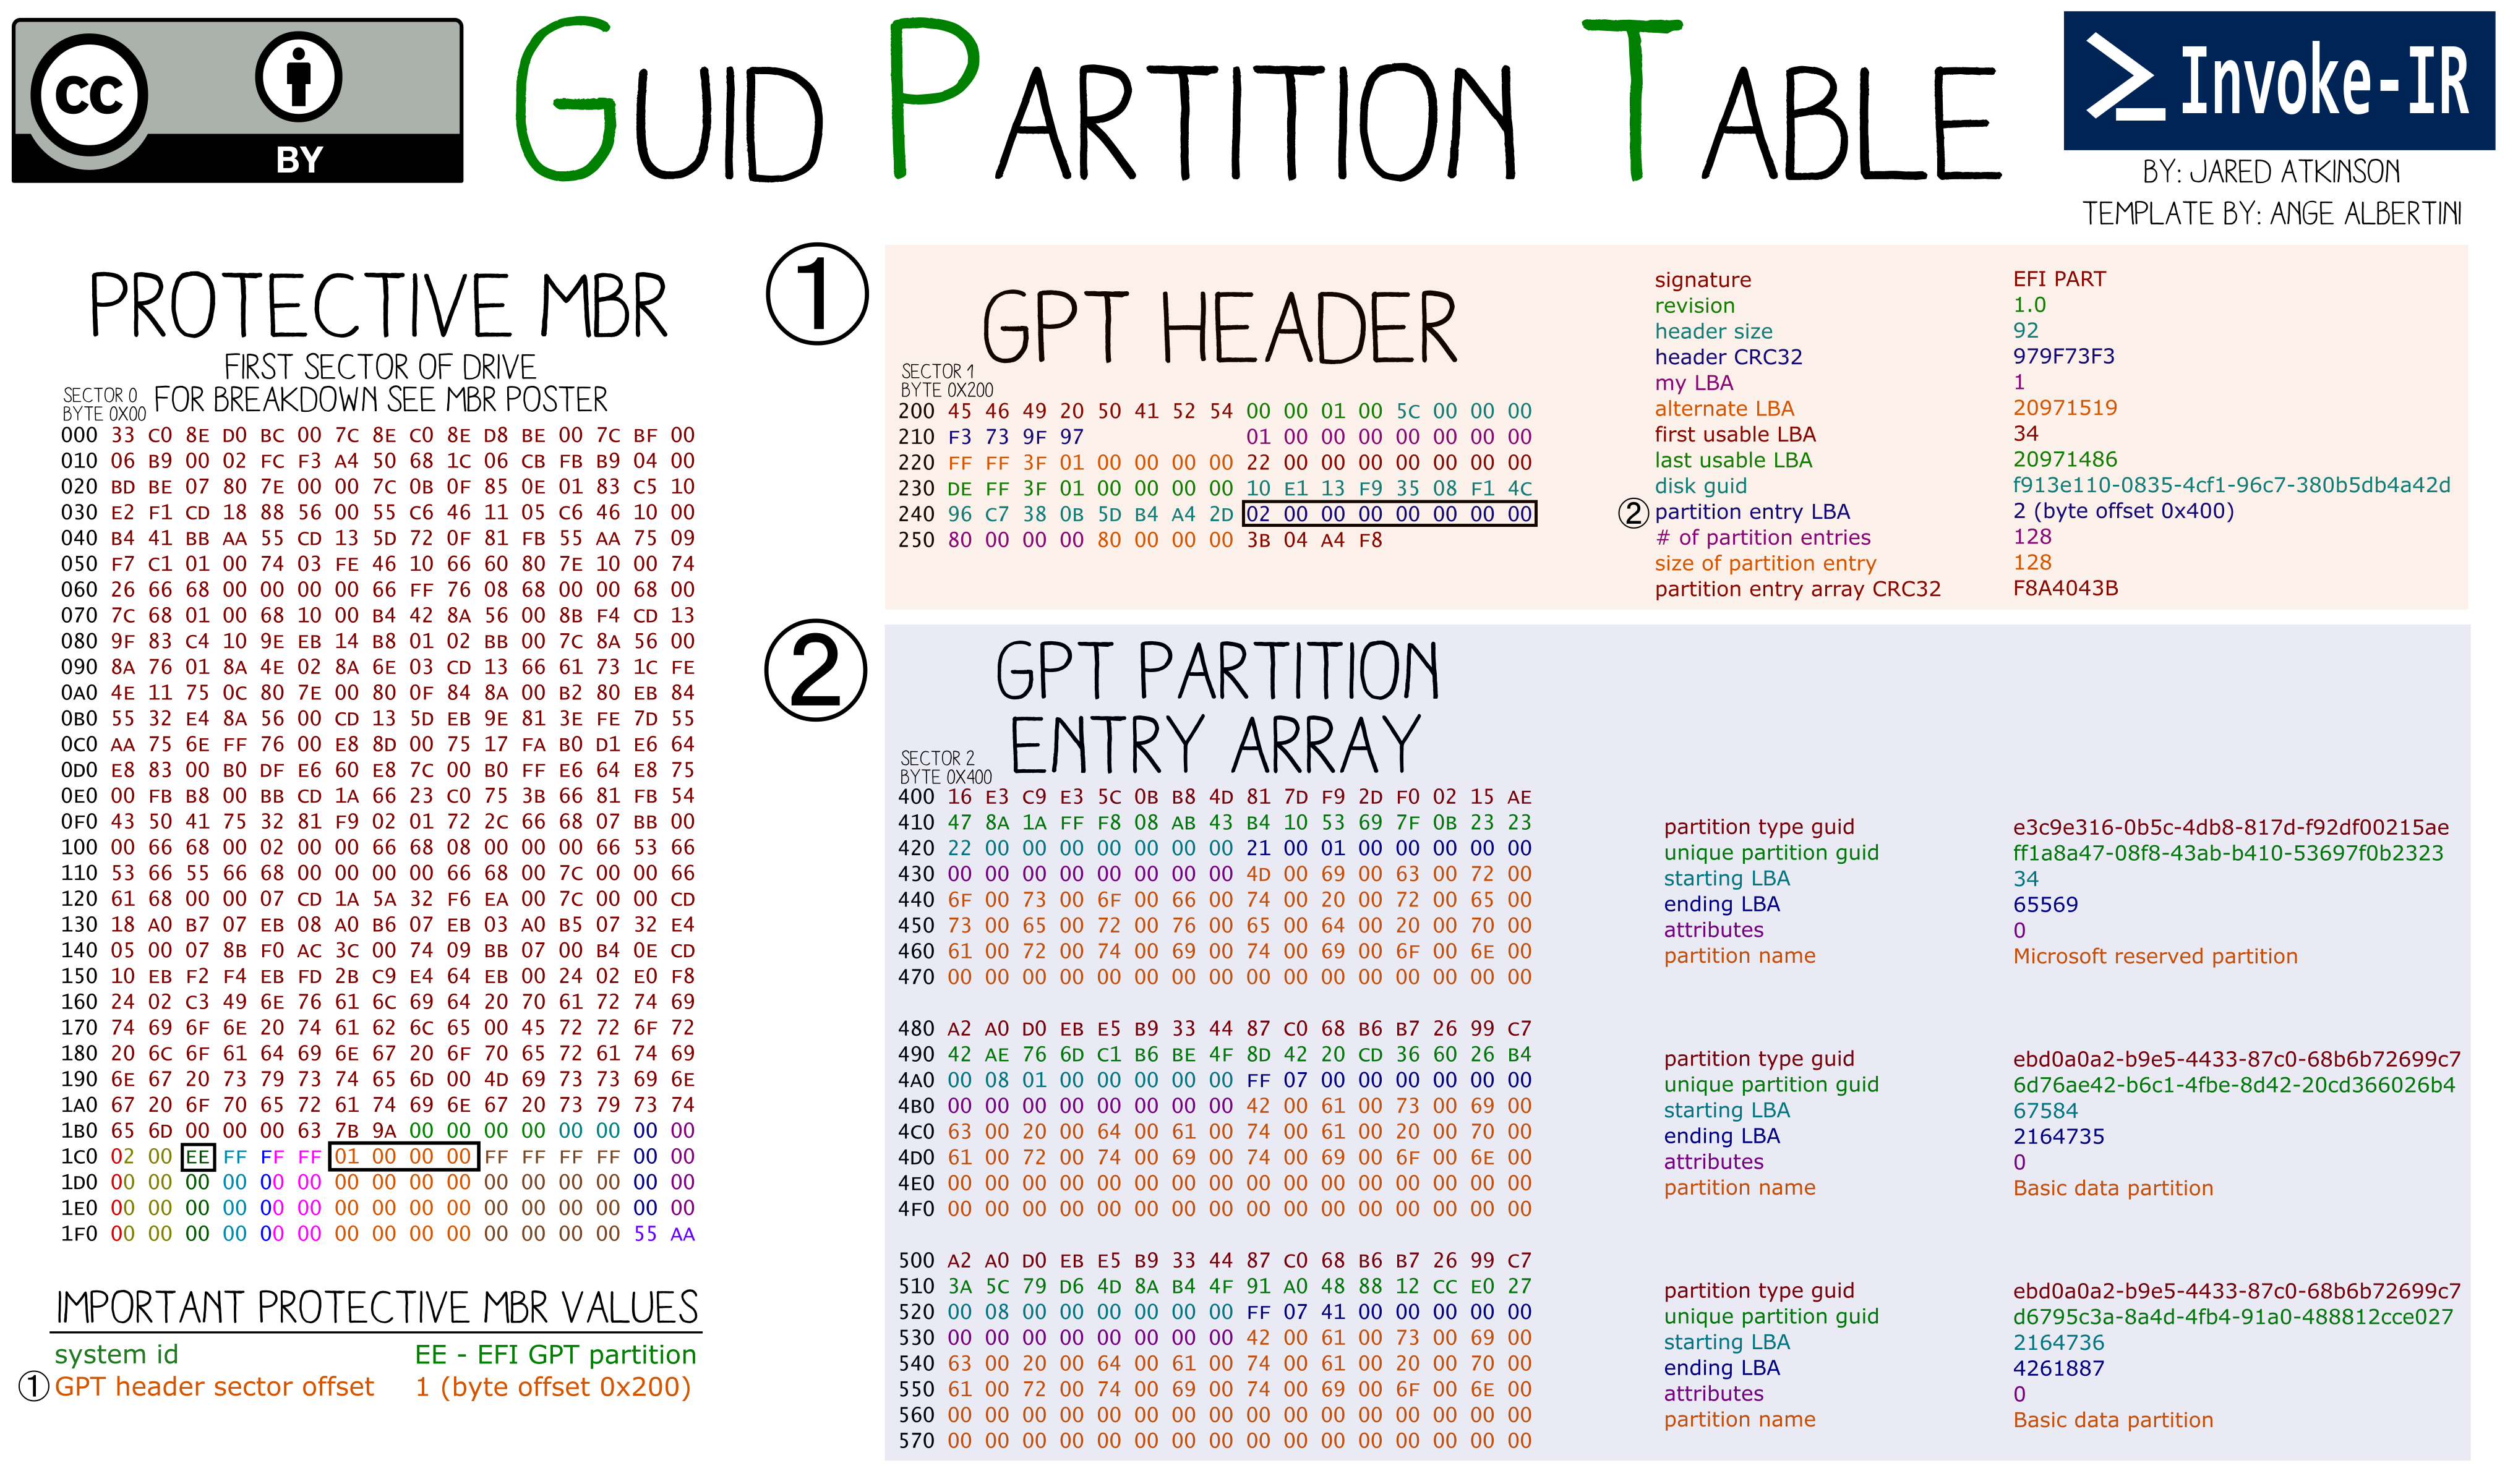 cc
BY
GUID PARTITION TABLE
Invoke-IR
BY: JARED ATKINSON
TEMPLATE BY: ANGE ALBERTINI
PROTECTIVE MBR
FIRST SECTOR OF DRIVE
FOR BREAKDOWN SEE MBR POSTER
SECTOR 0
BYTE 0X00
000 33 C0 8E D0 BC 00 7C 8E C0 8E D8 BE 00 7C BF 00
010 06 B9 00 02 FC F3 A4 50 68 1C 06 CB FB B9 04 00
020 BD BE 07 80 7E 00 00 7C 0B 0F 85 0E 01 83 C5 10
030 E2 F1 CD 18 88 56 00 55 C6 46 11 05 C6 46 10 00
040 B4 41 BB AA 55 CD 13 5D 72 0F 81 FB 55 AA 75 09
050 F7 C1 01 00 74 03 FE 46 10 66 60 80 7E 10 00 74
060 26 66 68 00 00 00 00 66 FF 76 08 68 00 00 68 00
070 7C 68 01 00 68 10 00 B4 42 8A 56 00 8B F4 CD 13
080 9F 83 C4 10 9E EB 14 B8 01 02 BB 00 7C 8A 56 00
090 8A 76 01 8A 4E 02 8A 6E 03 CD 13 66 61 73 1C FE
0A0 4E 11 75 0C 80 7E 00 80 0F 84 8A 00 B2 80 EB 84
0B0 55 32 E4 8A 56 00 CD 13 5D EB 9E 81 3E FE 7D 55
0C0 AA 75 6E FF 76 00 E8 8D 00 75 17 FA B0 D1 E6 64
0D0 E8 83 00 B0 DF E6 60 E8 7C 00 B0 FF E6 64 E8 75
0E0 00 FB B8 00 BB CD 1A 66 23 C0 75 3B 66 81 FB 54
0F0 43 50 41 75 32 81 F9 02 01 72 2C 66 68 07 BB 00
100 00 66 68 00 02 00 00 66 68 08 00 00 00 66 53 66
110 53 66 55 66 68 00 00 00 00 66 68 00 7C 00 00 66
120 61 68 00 00 07 CD 1A 5A 32 F6 EA 00 7C 00 00 CD
130 18 A0 B7 07 EB 08 A0 B6 07 EB 03 A0 B5 07 32 E4
140 05 00 07 8B F0 AC 3C 00 74 09 BB 07 00 B4 0E CD
150 10 EB F2 F4 EB FD 2B C9 E4 64 EB 00 24 02 E0 F8
160 24 02 C3 49 6E 76 61 6C 69 64 20 70 61 72 74 69
170 74 69 6F 6E 20 74 61 62 6C 65 00 45 72 72 6F 72
180 20 6C 6F 61 64 69 6E 67 20 6F 70 65 72 61 74 69
190 6E 67 20 73 79 73 74 65 6D 00 4D 69 73 73 69 6E
1A0 67 20 6F 70 65 72 61 74 69 6E 67 20 73 79 73 74
1B0 65 6D 00 00 00 63 7B 9A 00 00 00 00 00 00 00 00
1C0 02 00 EE FF FF FF 01 00 00 00 FF FF FF FF 00 00
1D0 00 00 00 00 00 00 00 00 00 00 00 00 00 00 00 00
1E0 00 00 00 00 00 00 00 00 00 00 00 00 00 00 00 00
1F0 00 00 00 00 00 00 00 00 00 00 00 00 00 00 55 AA
IMPORTANT PROTECTIVE MBR VALUES
system id EE - EFI GPT partition
① GPT header sector offset 1 (byte offset 0x200)
①
GPT HEADER
SECTOR 1
BYTE 0X200
200 45 46 49 20 50 41 52 54 00 00 01 00 5C 00 00 00
210 F3 73 9F 97 01 00 00 00 00 00 00 00
220 FF FF 3F 01 00 00 00 00 22 00 00 00 00 00 00 00
230 DE FF 3F 01 00 00 00 00 10 E1 13 F9 35 08 F1 4C
240 96 C7 38 0B 5D B4 A4 2D 02 00 00 00 00 00 00 00
250 80 00 00 00 80 00 00 00 3B 04 A4 F8
signature EFI PART
revision 1.0
header size 92
header CRC32 979F73F3
my LBA 1
alternate LBA 20971519
first usable LBA 34
last usable LBA 20971486
disk guid f913e110-0835-4cf1-96c7-380b5db4a42d
② partition entry LBA 2 (byte offset 0x400)
# of partition entries 128
size of partition entry 128
partition entry array CRC32 F8A4043B
②
GPT PARTITION
ENTRY ARRAY
SECTOR 2
BYTE 0X400
400 16 E3 C9 E3 5C 0B B8 4D 81 7D F9 2D F0 02 15 AE
410 47 8A 1A FF F8 08 AB 43 B4 10 53 69 7F 0B 23 23
420 22 00 00 00 00 00 00 00 21 00 01 00 00 00 00 00
430 00 00 00 00 00 00 00 00 4D 00 69 00 63 00 72 00
440 6F 00 73 00 6F 00 66 00 74 00 20 00 72 00 65 00
450 73 00 65 00 72 00 76 00 65 00 64 00 20 00 70 00
460 61 00 72 00 74 00 69 00 74 00 69 00 6F 00 6E 00
470 00 00 00 00 00 00 00 00 00 00 00 00 00 00 00 00
partition type guid e3c9e316-0b5c-4db8-817d-f92df00215ae
unique partition guid ff1a8a47-08f8-43ab-b410-53697f0b2323
starting LBA 34
ending LBA 65569
attributes 0
partition name Microsoft reserved partition
480 A2 A0 D0 EB E5 B9 33 44 87 C0 68 B6 B7 26 99 C7
490 42 AE 76 6D C1 B6 BE 4F 8D 42 20 CD 36 60 26 B4
4A0 00 08 01 00 00 00 00 00 FF 07 00 00 00 00 00 00
4B0 00 00 00 00 00 00 00 00 42 00 61 00 73 00 69 00
4C0 63 00 20 00 64 00 61 00 74 00 61 00 20 00 70 00
4D0 61 00 72 00 74 00 69 00 74 00 69 00 6F 00 6E 00
4E0 00 00 00 00 00 00 00 00 00 00 00 00 00 00 00 00
4F0 00 00 00 00 00 00 00 00 00 00 00 00 00 00 00 00
partition type guid ebd0a0a2-b9e5-4433-87c0-68b6b72699c7
unique partition guid 6d76ae42-b6c1-4fbe-8d42-20cd366026b4
starting LBA 67584
ending LBA 2164735
attributes 0
partition name Basic data partition
500 A2 A0 D0 EB E5 B9 33 44 87 C0 68 B6 B7 26 99 C7
510 3A 5C 79 D6 4D 8A B4 4F 91 A0 48 88 12 CC E0 27
520 00 08 00 00 00 00 00 00 FF 07 41 00 00 00 00 00
530 00 00 00 00 00 00 00 00 42 00 61 00 73 00 69 00
540 63 00 20 00 64 00 61 00 74 00 61 00 20 00 70 00
550 61 00 72 00 74 00 69 00 74 00 69 00 6F 00 6E 00
560 00 00 00 00 00 00 00 00 00 00 00 00 00 00 00 00
570 00 00 00 00 00 00 00 00 00 00 00 00 00 00 00 00
partition type guid ebd0a0a2-b9e5-4433-87c0-68b6b72699c7
unique partition guid d6795c3a-8a4d-4fb4-91a0-488812cce027
starting LBA 2164736
ending LBA 4261887
attributes 0
partition name Basic data partition